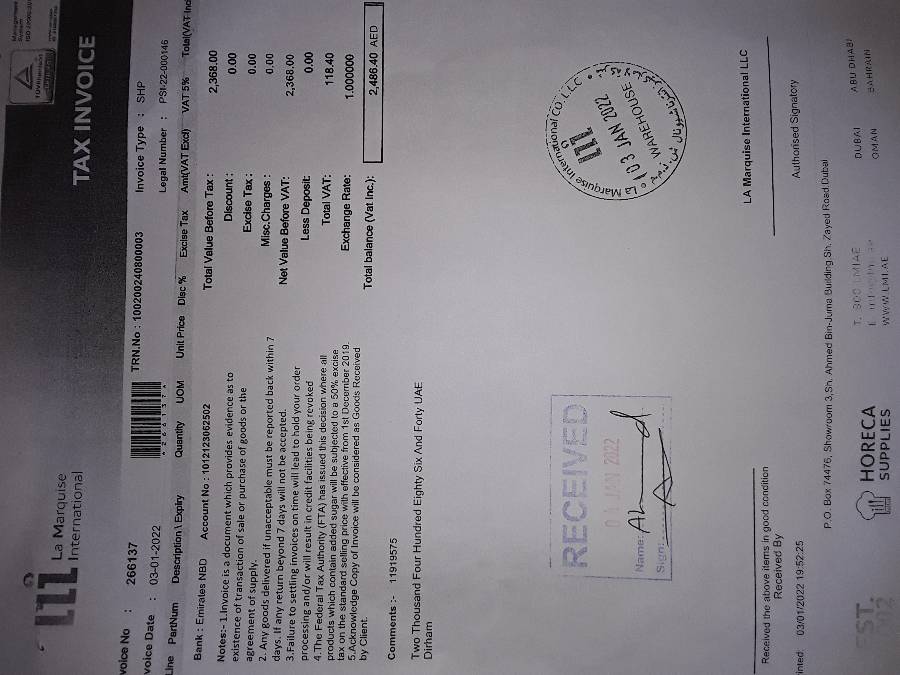 La Marquise
International
TAX INVOICE
Management
System
TÜVRheinland
CERTIFIED
voice No : 266137
*266137*
TRN.No : 100200240800003
Invoice Type : SHP
voice Date : 03-01-2022
Legal Number : PSI-22-000146
Line PartNum Description\ Expiry Quantity UOM Unit Price Disc % Excise Tax Amt(VAT Excl) VAT 5% Total(VAT Incl
Bank : Emirates NBD Account No : 1012123062502
Total Value Before Tax : 2,368.00
Discount : 0.00
Excise Tax : 0.00
Misc.Charges : 0.00
Net Value Before VAT: 2,368.00
Less Deposit: 0.00
Total VAT: 118.40
Exchange Rate: 1.000000
Total balance (Vat Inc.): 2,486.40 AED
Notes:- 1.Invoice is a document which provides evidence as to
existence of transaction of sale or purchase of goods or the
agreement of supply.
2. Any goods delivered if unacceptable must be reported back within 7
days. If any return beyond 7 days will not be accepted.
3.Failure to settling invoices on time will lead to hold your order
processing and/or will result in credit facilities being revoked
4.The Federal Tax Authority (FTA) has issued this decision where all
products which contain added sugar will be subjected to a 50% excise
tax on the standard selling price with effective from 1st December 2019.
5.Acknowledge Copy of Invoice will be considered as Goods Received
by Client.
Comments :- 11919575
Two Thousand Four Hundred Eighty Six And Forty UAE
Dirham
RECEIVED
04 JAN 2022
Name:
Sign:
La Marquise International Co. L.L.C
03 JAN 2022
WAREHOUSE
LA Marquise International LLC
Received the above items in good condition
Received By
Authorised Signatory
inted: 03/01/2022 19:52:25
P.O. Box 74476, Showroom 3,Sh. Ahmed Bin-Juma Building Sh. Zayed Road Dubai
EST.
HORECA
SUPPLIES
T. 800 LMIAE
WWW.LMI.AE
DUBAI
OMAN
ABU DHABI
BAHRAIN